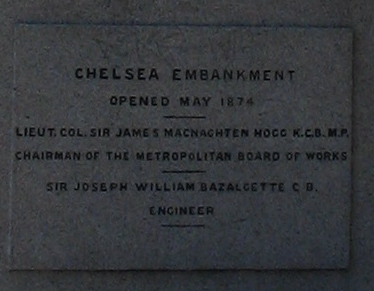 CHELSEA EMBANKMENT
OPENED MAY 1874
LIEUT. COL. SIR JAMES MACNAGHTEN HOGG K.C.B. M.P.
CHAIRMAN OF THE METROPOLITAN BOARD OF WORKS
SIR JOSEPH WILLIAM BAZALGETTE C B.
ENGINEER